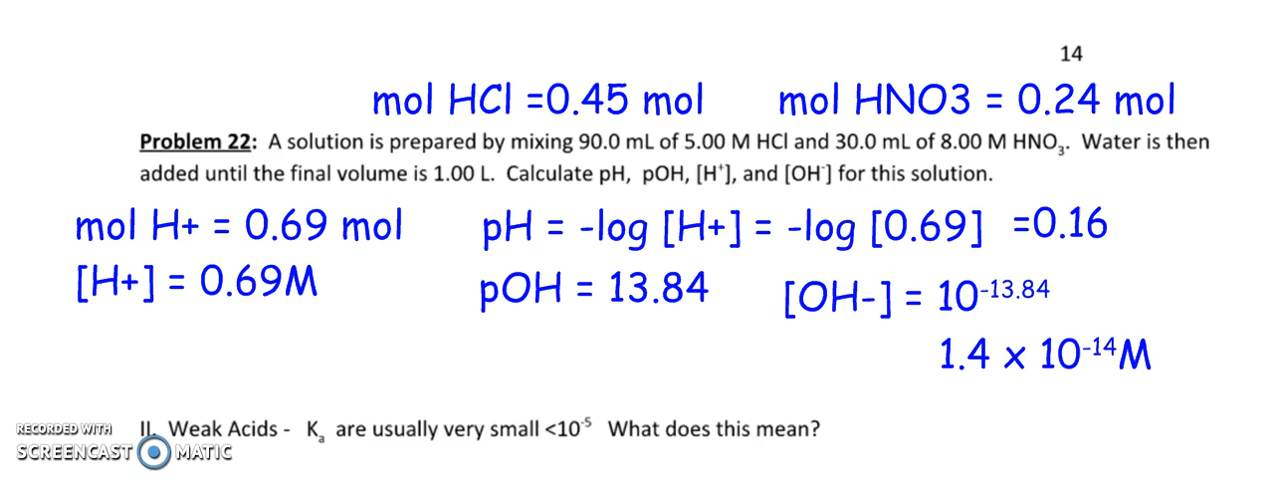 14
mol HCl =0.45 mol mol HNO3 = 0.24 mol
Problem 22: A solution is prepared by mixing 90.0 mL of 5.00 M HCl and 30.0 mL of 8.00 M HNO₃. Water is then
added until the final volume is 1.00 L. Calculate pH, pOH, [H⁺], and [OH⁻] for this solution.
mol H+ = 0.69 mol pH = -log [H+] = -log [0.69] =0.16
[H+] = 0.69M pOH = 13.84 [OH-] = 10⁻¹³·⁸⁴
1.4 x 10⁻¹⁴M
II. Weak Acids - Kₐ are usually very small <10⁻⁵ What does this mean?
RECORDED WITH
SCREENCAST MATIC